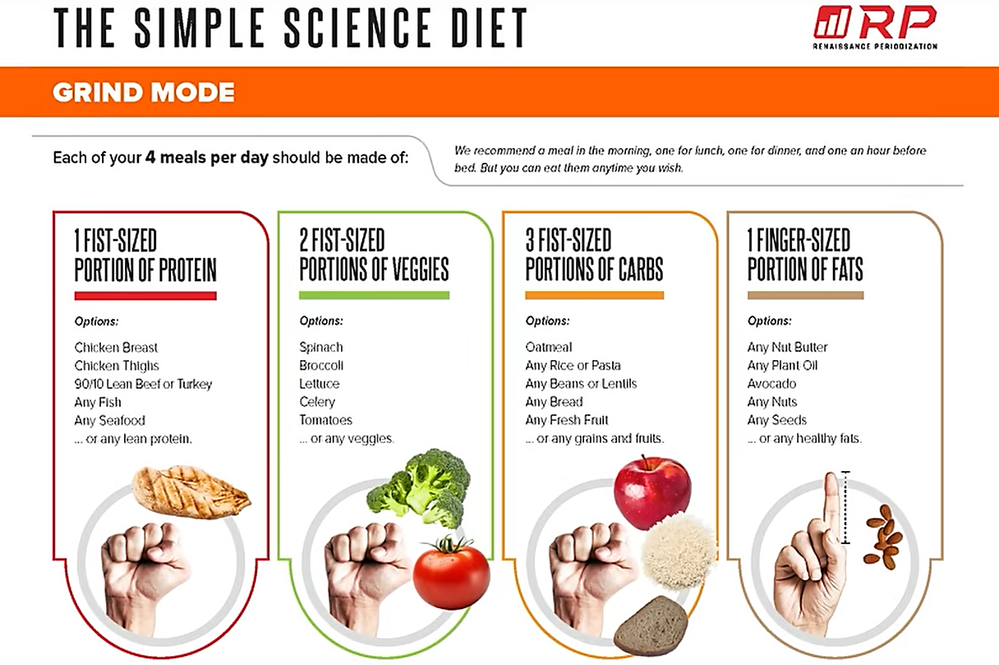 THE SIMPLE SCIENCE DIET
RP
RENAISSANCE PERIODIZATION
GRIND MODE
Each of your 4 meals per day should be made of:
We recommend a meal in the morning, one for lunch, one for dinner, and one an hour before
bed. But you can eat them anytime you wish.
1 FIST-SIZED
PORTION OF PROTEIN
Options:
Chicken Breast
Chicken Thighs
90/10 Lean Beef or Turkey
Any Fish
Any Seafood
... or any lean protein.
2 FIST-SIZED
PORTIONS OF VEGGIES
Options:
Spinach
Broccoli
Lettuce
Celery
Tomatoes
... or any veggies.
3 FIST-SIZED
PORTIONS OF CARBS
Options:
Oatmeal
Any Rice or Pasta
Any Beans or Lentils
Any Bread
Any Fresh Fruit
... or any grains and fruits.
1 FINGER-SIZED
PORTION OF FATS
Options:
Any Nut Butter
Any Plant Oil
Avocado
Any Nuts
Any Seeds
... or any healthy fats.